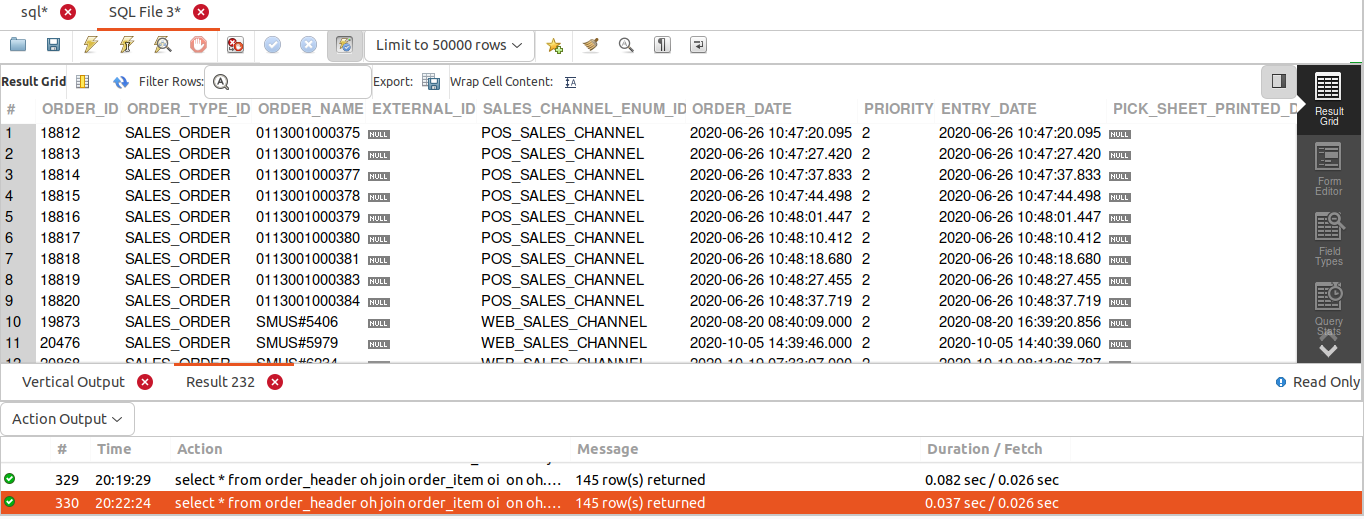 sql* SQL File 3*
Limit to 50000 rows
Result Grid Filter Rows: Export: Wrap Cell Content:
# ORDER_ID ORDER_TYPE_ID ORDER_NAME EXTERNAL_ID SALES_CHANNEL_ENUM_ID ORDER_DATE PRIORITY ENTRY_DATE PICK_SHEET_PRINTED_D
1 18812 SALES_ORDER 0113001000375 NULL POS_SALES_CHANNEL 2020-06-26 10:47:20.095 2 2020-06-26 10:47:20.095 NULL
2 18813 SALES_ORDER 0113001000376 NULL POS_SALES_CHANNEL 2020-06-26 10:47:27.420 2 2020-06-26 10:47:27.420 NULL
3 18814 SALES_ORDER 0113001000377 NULL POS_SALES_CHANNEL 2020-06-26 10:47:37.833 2 2020-06-26 10:47:37.833 NULL
4 18815 SALES_ORDER 0113001000378 NULL POS_SALES_CHANNEL 2020-06-26 10:47:44.498 2 2020-06-26 10:47:44.498 NULL
5 18816 SALES_ORDER 0113001000379 NULL POS_SALES_CHANNEL 2020-06-26 10:48:01.447 2 2020-06-26 10:48:01.447 NULL
6 18817 SALES_ORDER 0113001000380 NULL POS_SALES_CHANNEL 2020-06-26 10:48:10.412 2 2020-06-26 10:48:10.412 NULL
7 18818 SALES_ORDER 0113001000381 NULL POS_SALES_CHANNEL 2020-06-26 10:48:18.680 2 2020-06-26 10:48:18.680 NULL
8 18819 SALES_ORDER 0113001000383 NULL POS_SALES_CHANNEL 2020-06-26 10:48:27.455 2 2020-06-26 10:48:27.455 NULL
9 18820 SALES_ORDER 0113001000384 NULL POS_SALES_CHANNEL 2020-06-26 10:48:37.719 2 2020-06-26 10:48:37.719 NULL
10 19873 SALES_ORDER SMUS#5406 NULL WEB_SALES_CHANNEL 2020-08-20 08:40:09.000 2 2020-08-20 16:39:20.856 NULL
11 20476 SALES_ORDER SMUS#5979 NULL WEB_SALES_CHANNEL 2020-10-05 14:39:46.000 2 2020-10-05 14:40:39.060 NULL
Result
Grid
Form
Editor
Field
Types
Query
Stats
Vertical Output Result 232 Read Only
Action Output
# Time Action Message Duration / Fetch
329 20:19:29 select * from order_header oh join order_item oi on oh.... 145 row(s) returned 0.082 sec / 0.026 sec
330 20:22:24 select * from order_header oh join order_item oi on oh.... 145 row(s) returned 0.037 sec / 0.026 sec